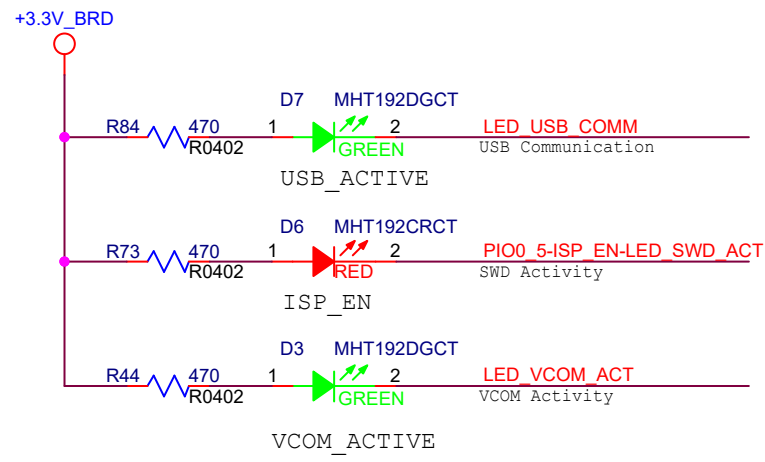 +3.3V_BRD
D7 MHT192DGCT
R84 470 1 2 LED_USB_COMM
R0402 GREEN USB Communication
USB_ACTIVE
D6 MHT192CRCT
R73 470 1 2 PIO0_5-ISP_EN-LED_SWD_ACT
R0402 RED SWD Activity
ISP_EN
D3 MHT192DGCT
R44 470 1 2 LED_VCOM_ACT
R0402 GREEN VCOM Activity
VCOM_ACTIVE